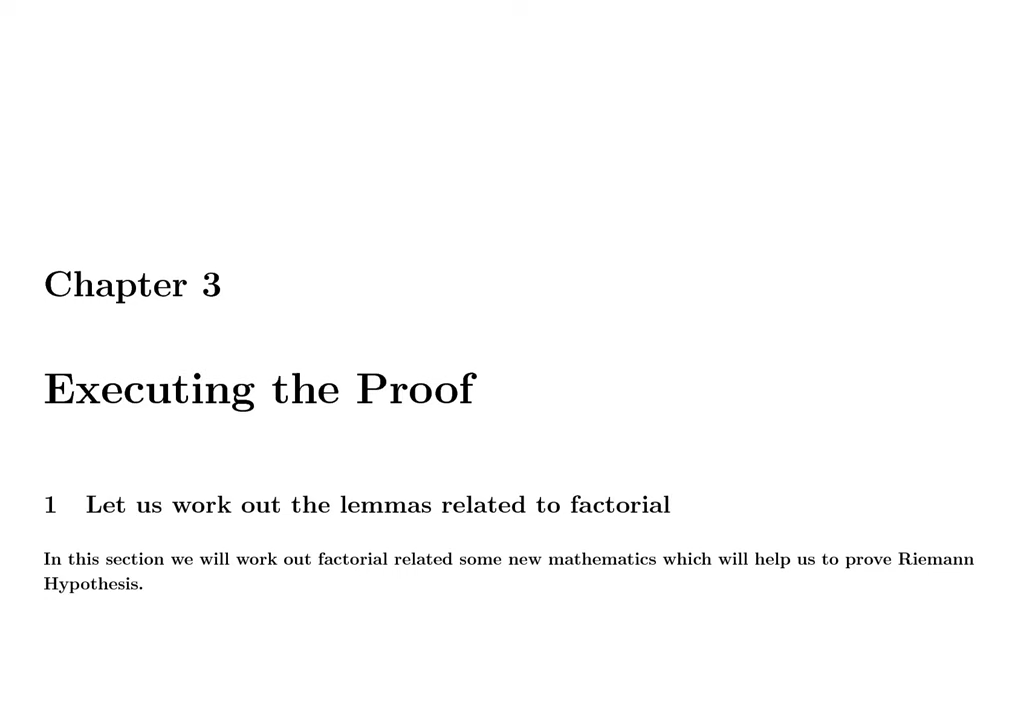 Chapter 3
Executing the Proof
1 Let us work out the lemmas related to factorial
In this section we will work out factorial related some new mathematics which will help us to prove Riemann
Hypothesis.